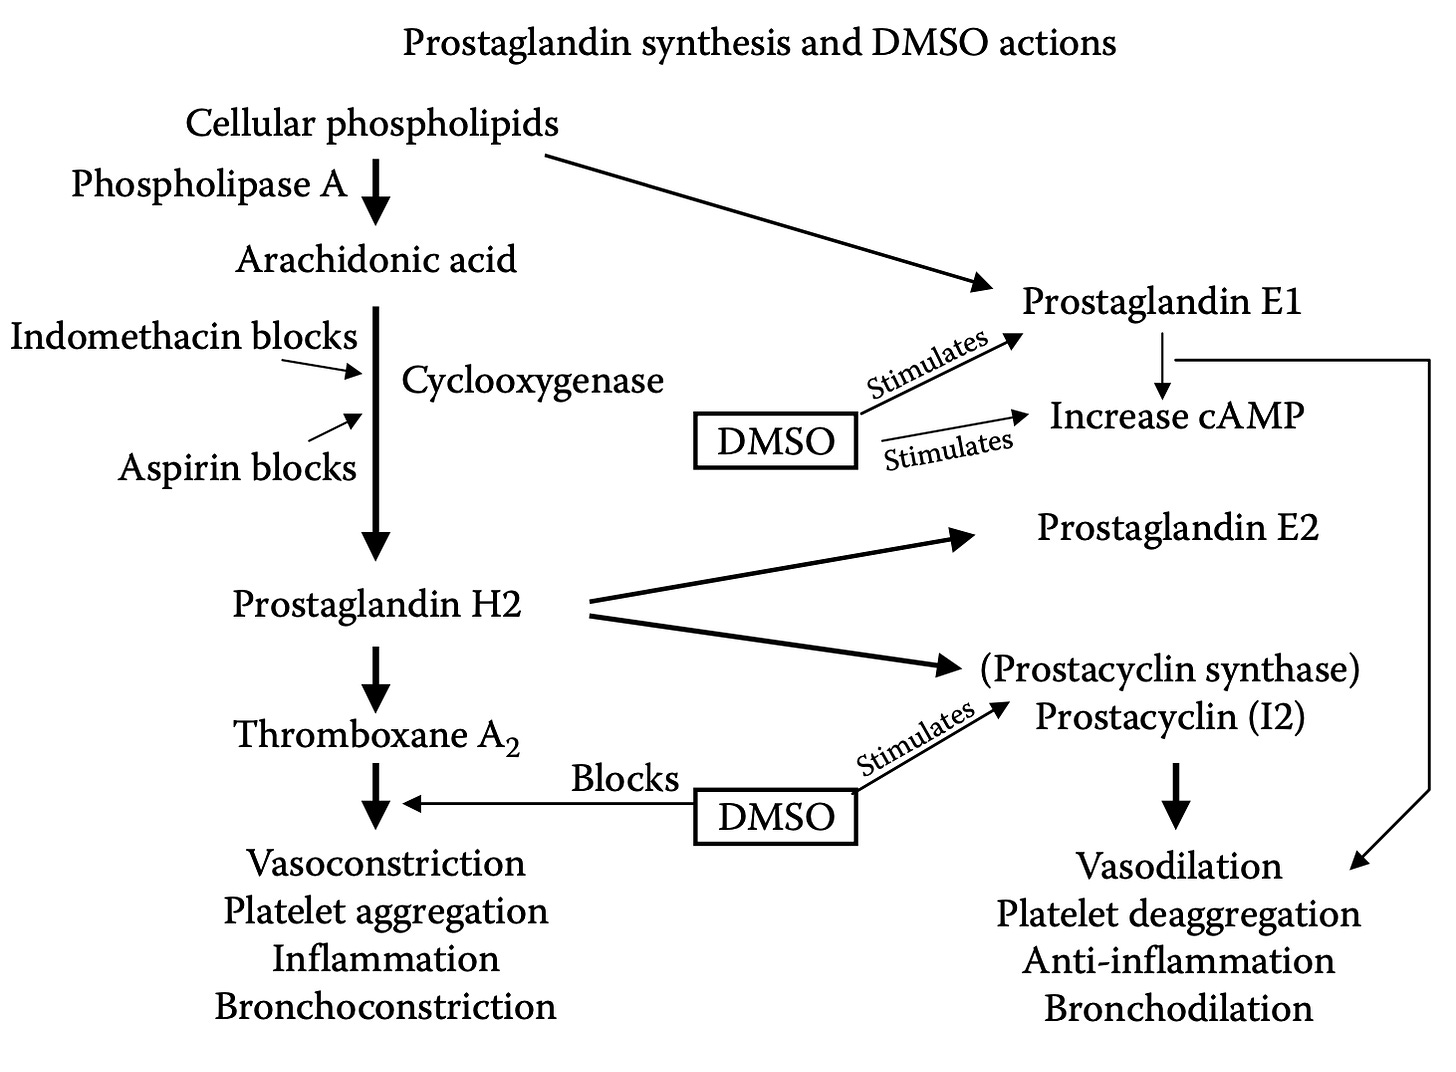 Prostaglandin synthesis and DMSO actions
Cellular phospholipids
Phospholipase A
Arachidonic acid
Indomethacin blocks
Cyclooxygenase
Aspirin blocks
Prostaglandin H2
Thromboxane A₂
Vasoconstriction
Platelet aggregation
Inflammation
Bronchoconstriction
Prostaglandin E1
Stimulates
DMSO
Stimulates
Increase cAMP
Prostaglandin E2
(Prostacyclin synthase)
Prostacyclin (I2)
Stimulates
Blocks
DMSO
Vasodilation
Platelet deaggregation
Anti-inflammation
Bronchodilation